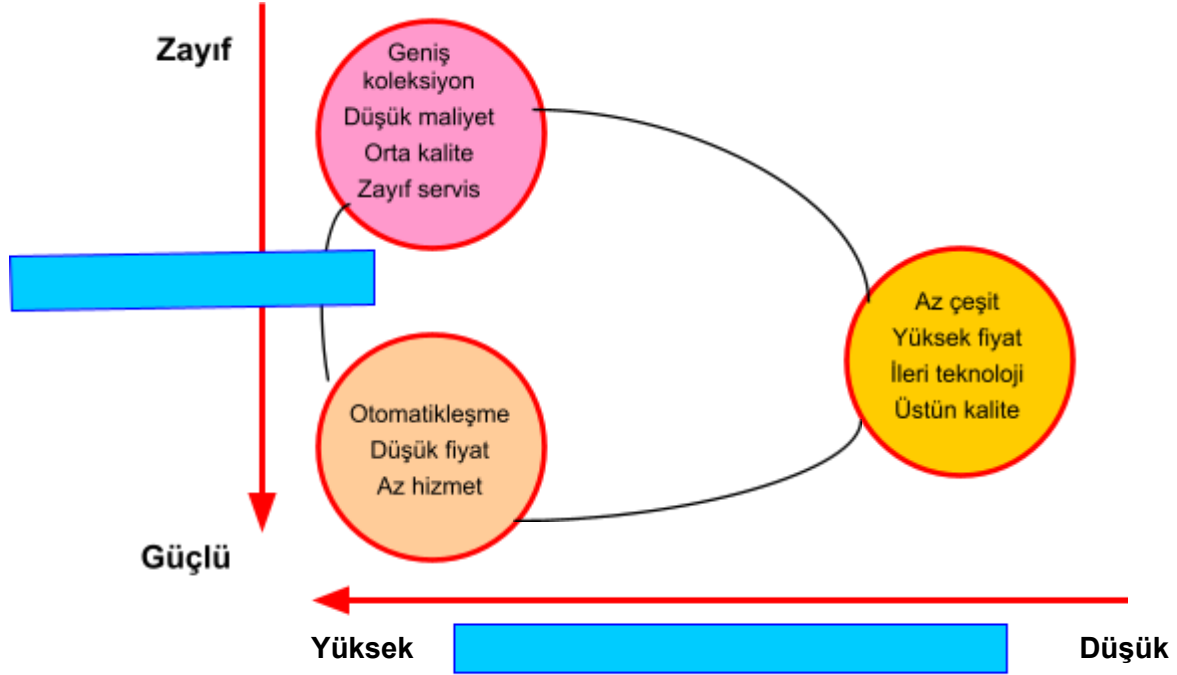 Zayıf
Geniş
koleksiyon
Düşük maliyet
Orta kalite
Zayıf servis
Az çeşit
Yüksek fiyat
İleri teknoloji
Üstün kalite
Otomatikleşme
Düşük fiyat
Az hizmet
Güçlü
Yüksek
Düşük